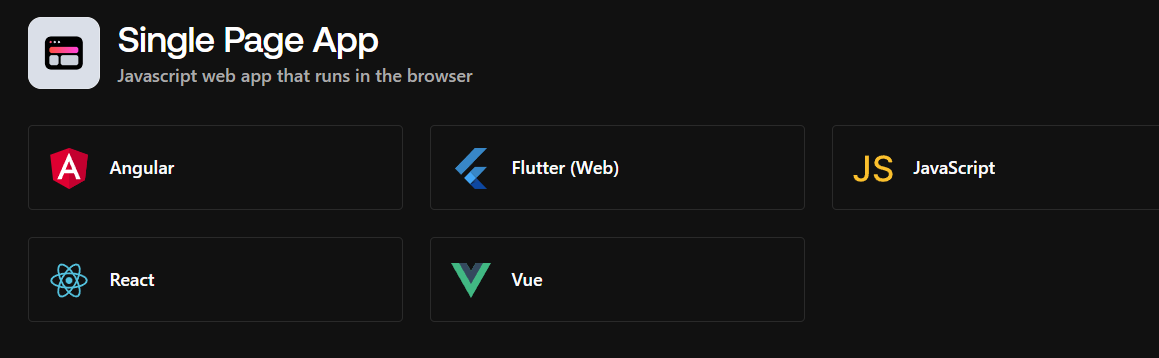 Single Page App
Javascript web app that runs in the browser
Angular
Flutter (Web)
JS JavaScript
React
Vue